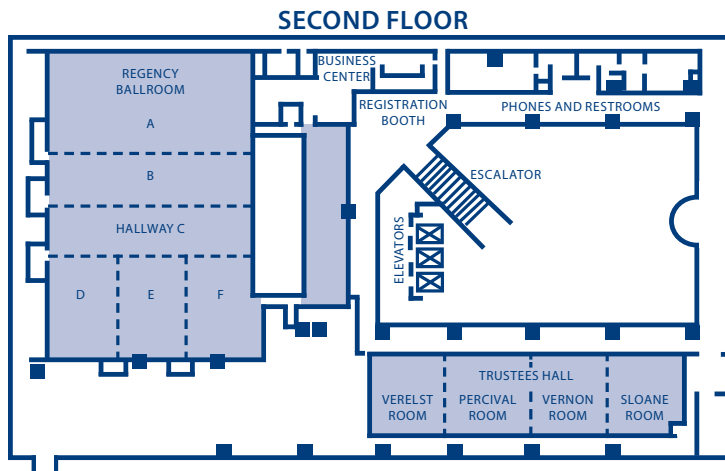 SECOND FLOOR
REGENCY
BALLROOM
A
B
HALLWAY C
D
E
F
BUSINESS
CENTER
REGISTRATION
BOOTH
PHONES AND RESTROOMS
ESCALATOR
ELEVATORS
TRUSTEES HALL
VERELST
ROOM
PERCIVAL
ROOM
VERNON
ROOM
SLOANE
ROOM